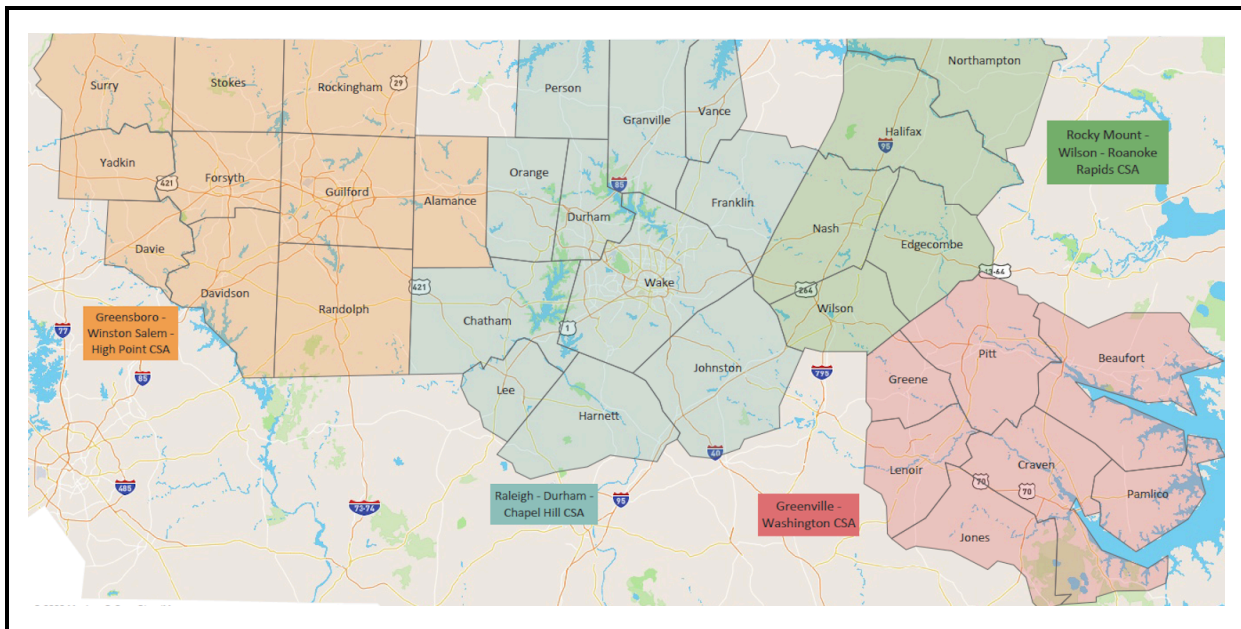 Surry
Stokes
Rockingham
29
Person
Granville
Vance
Northampton
Halifax
95
Rocky Mount -
Wilson - Roanoke
Rapids CSA
Yadkin
421
Forsyth
Guilford
Alamance
Orange
85
Durham
Franklin
Nash
Edgecombe
Davie
Davidson
Randolph
421
Chatham
1
Wake
264
Wilson
13-64
Greensboro -
Winston Salem -
High Point CSA
77
85
Lee
Harnett
Johnston
795
Greene
Pitt
Beaufort
40
Lenoir
Craven
70
70
Pamlico
Jones
485
73-74
Raleigh - Durham -
Chapel Hill CSA
95
Greenville -
Washington CSA